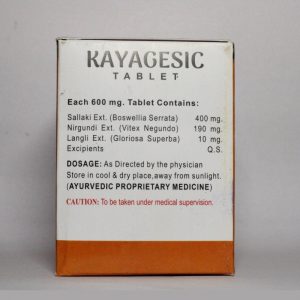 KAYAGESIC
TABLET
Each 600 mg. Tablet Contains:
Sallaki Ext. (Boswellia Serrata) 400 mg.
Nirgundi Ext. (Vitex Negundo) 190 mg.
Langli Ext. (Gloriosa Superba) 10 mg.
Excipients Q.S.
DOSAGE: As Directed by the physician
Store in cool & dry place,away from sunlight.
(AYURVEDIC PROPRIETARY MEDICINE)
CAUTION: To be taken under medical supervision.